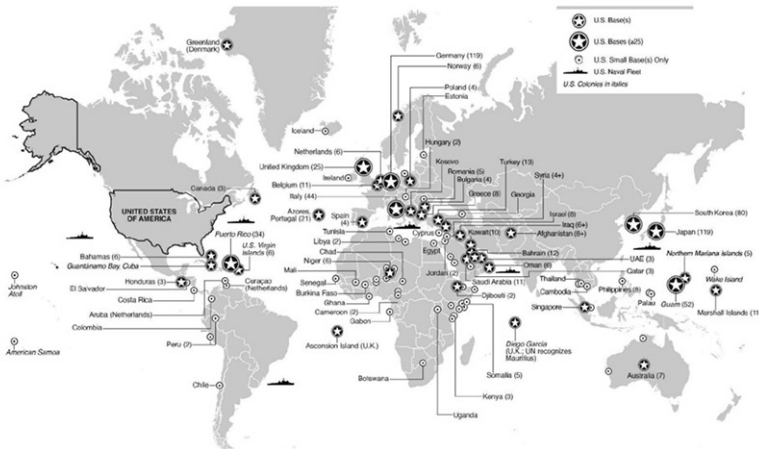 U.S. Base(s)
U.S. Bases (≥25)
U.S. Small Base(s) Only
U.S. Naval Fleet
U.S. Colonies in italics
Greenland
(Denmark)
Germany (119)
Norway (6)
Poland (4)
Estonia
Iceland
Hungary (2)
Netherlands (6)
Kosovo
Turkey (13)
United Kingdom (25)
Romania (5)
Syria (4+)
Ireland
Bulgaria (4)
Canada (3)
Belgium (11)
Italy (44)
Greece (8)
Georgia
UNITED STATES
OF AMERICA
Azores,
Portugal (21)
Spain
(4)
Israel (8)
South Korea (80)
Puerto Rico (34)
Iraq (6+)
Tunisia
Cyprus
Kuwait (10)
Afghanistan (8+)
Japan (119)
U.S. Virgin
Islands (6)
Libya (2)
Egypt
Bahrain (12)
UAE (3)
Northern Mariana islands (5)
Bahamas (6)
Chad
Guantánamo Bay, Cuba
Niger (6)
Oman (6)
Qatar (3)
Mali
Jordan (2)
Wake Island
Johnston
Atoll
Honduras (3)
Curaçao
(Netherlands)
Senegal
Saudi Arabia (11)
Thailand
Philippines (8)
El Salvador
Burkina Faso
Djibouti (2)
Cambodia
Palau
Costa Rica
Ghana
Singapore
Guam (52)
Aruba (Netherlands)
Cameroon (2)
Marshall Islands (11
Colombia
Gabon
American Samoa
Peru (2)
Ascension Island (U.K.)
Diego Garcia
(U.K.; UN recognizes
Mauritius)
Somalia (5)
Australia (7)
Chile
Botswana
Kenya (3)
Uganda